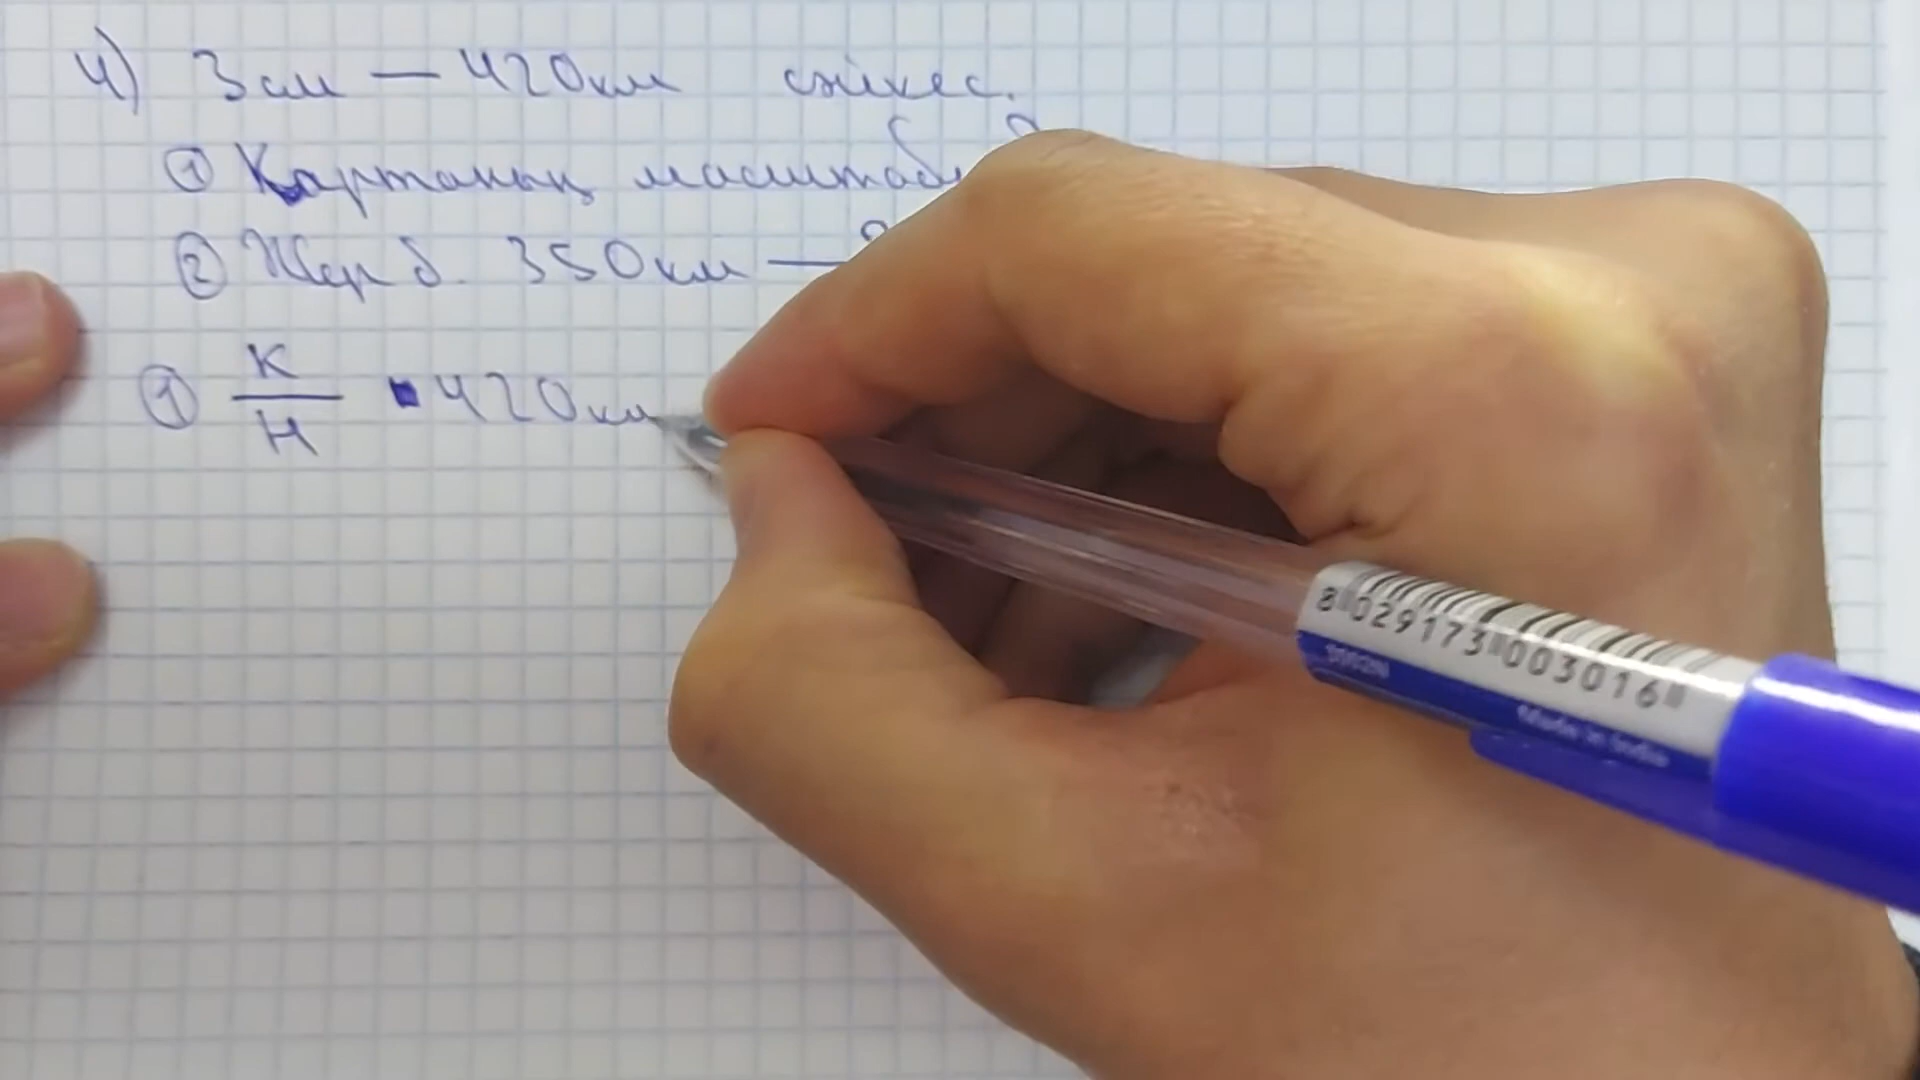 4) 3 см — 420 км сәйкес.
① Картаның масштабы ?
② Жер б. 350 км — ?
① К/Н 420 км
8 029173 003016
Made in India